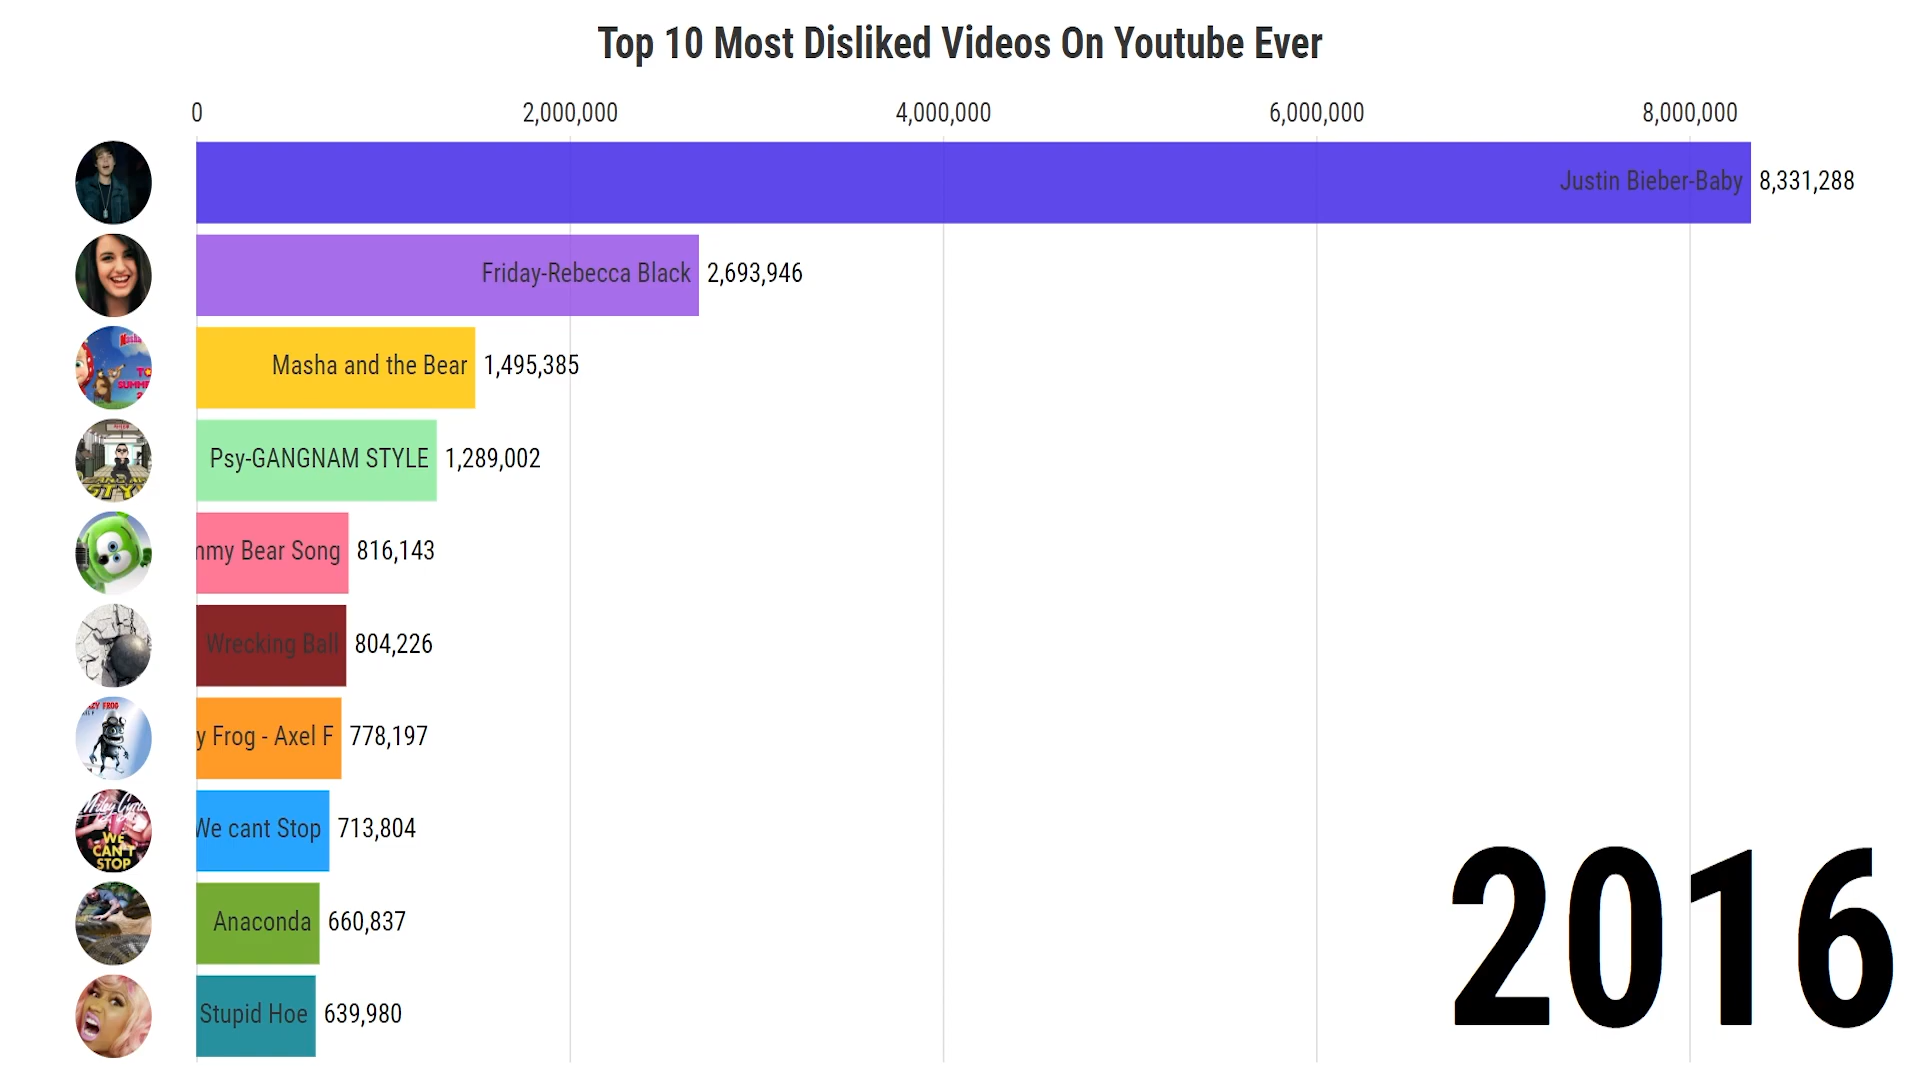 Top 10 Most Disliked Videos On Youtube Ever
0 2,000,000 4,000,000 6,000,000 8,000,000
Justin Bieber-Baby 8,331,288
Friday-Rebecca Black 2,693,946
Masha and the Bear 1,495,385
Psy-GANGNAM STYLE 1,289,002
mmy Bear Song 816,143
Wrecking Ball 804,226
y Frog - Axel F 778,197
We cant Stop 713,804
WE
CAN'T
STOP
Anaconda 660,837
Stupid Hoe 639,980
2016